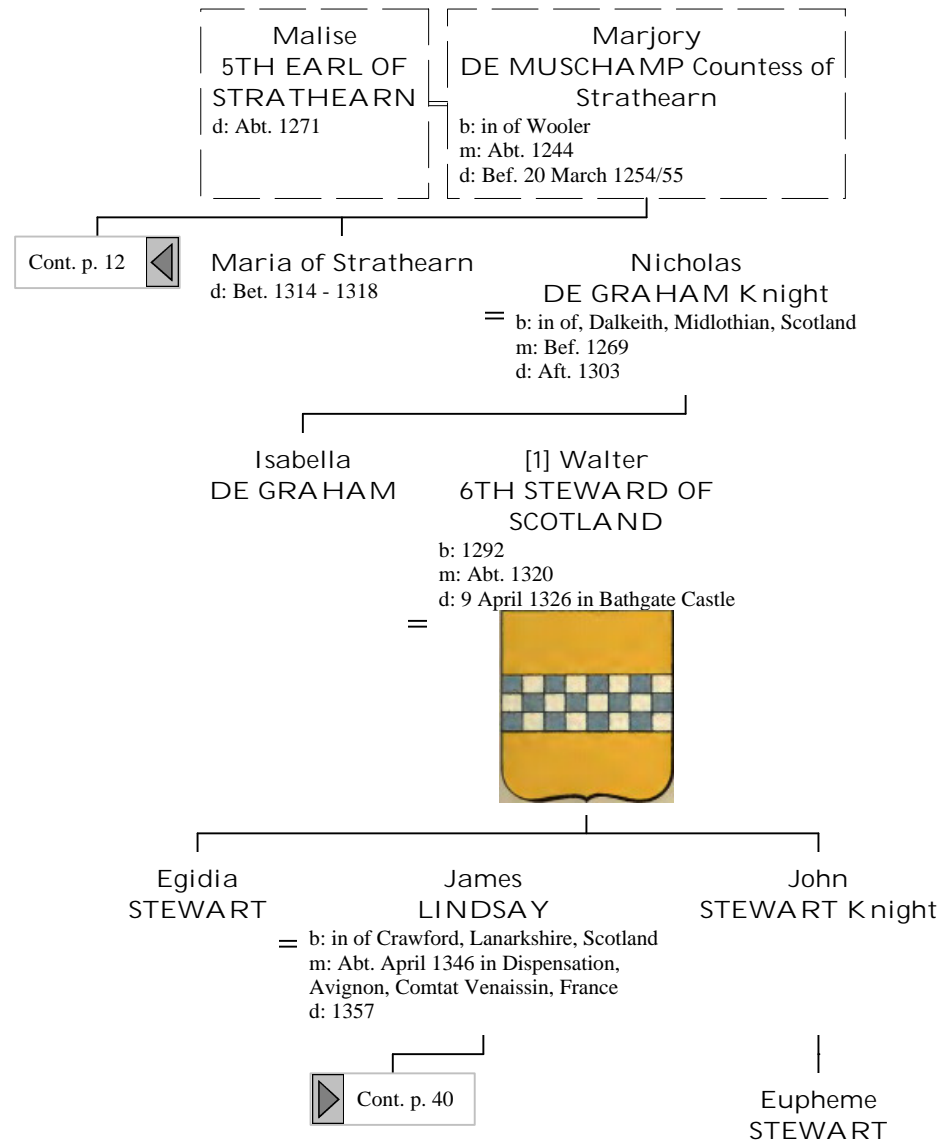 Malise
5TH EARL OF
STRATHEARN
d: Abt. 1271
Marjory
DE MUSCHAMP Countess of
Strathearn
b: in of Wooler
m: Abt. 1244
d: Bef. 20 March 1254/55
Cont. p. 12
Maria of Strathearn
d: Bet. 1314 - 1318
=
Nicholas
DE GRAHAM Knight
b: in of, Dalkeith, Midlothian, Scotland
m: Bef. 1269
d: Aft. 1303
Isabella
DE GRAHAM
=
[1] Walter
6TH STEWARD OF
SCOTLAND
b: 1292
m: Abt. 1320
d: 9 April 1326 in Bathgate Castle
Egidia
STEWART
=
James
LINDSAY
b: in of Crawford, Lanarkshire, Scotland
m: Abt. April 1346 in Dispensation,
Avignon, Comtat Venaissin, France
d: 1357
John
STEWART Knight
Cont. p. 40
Eupheme
STEWART